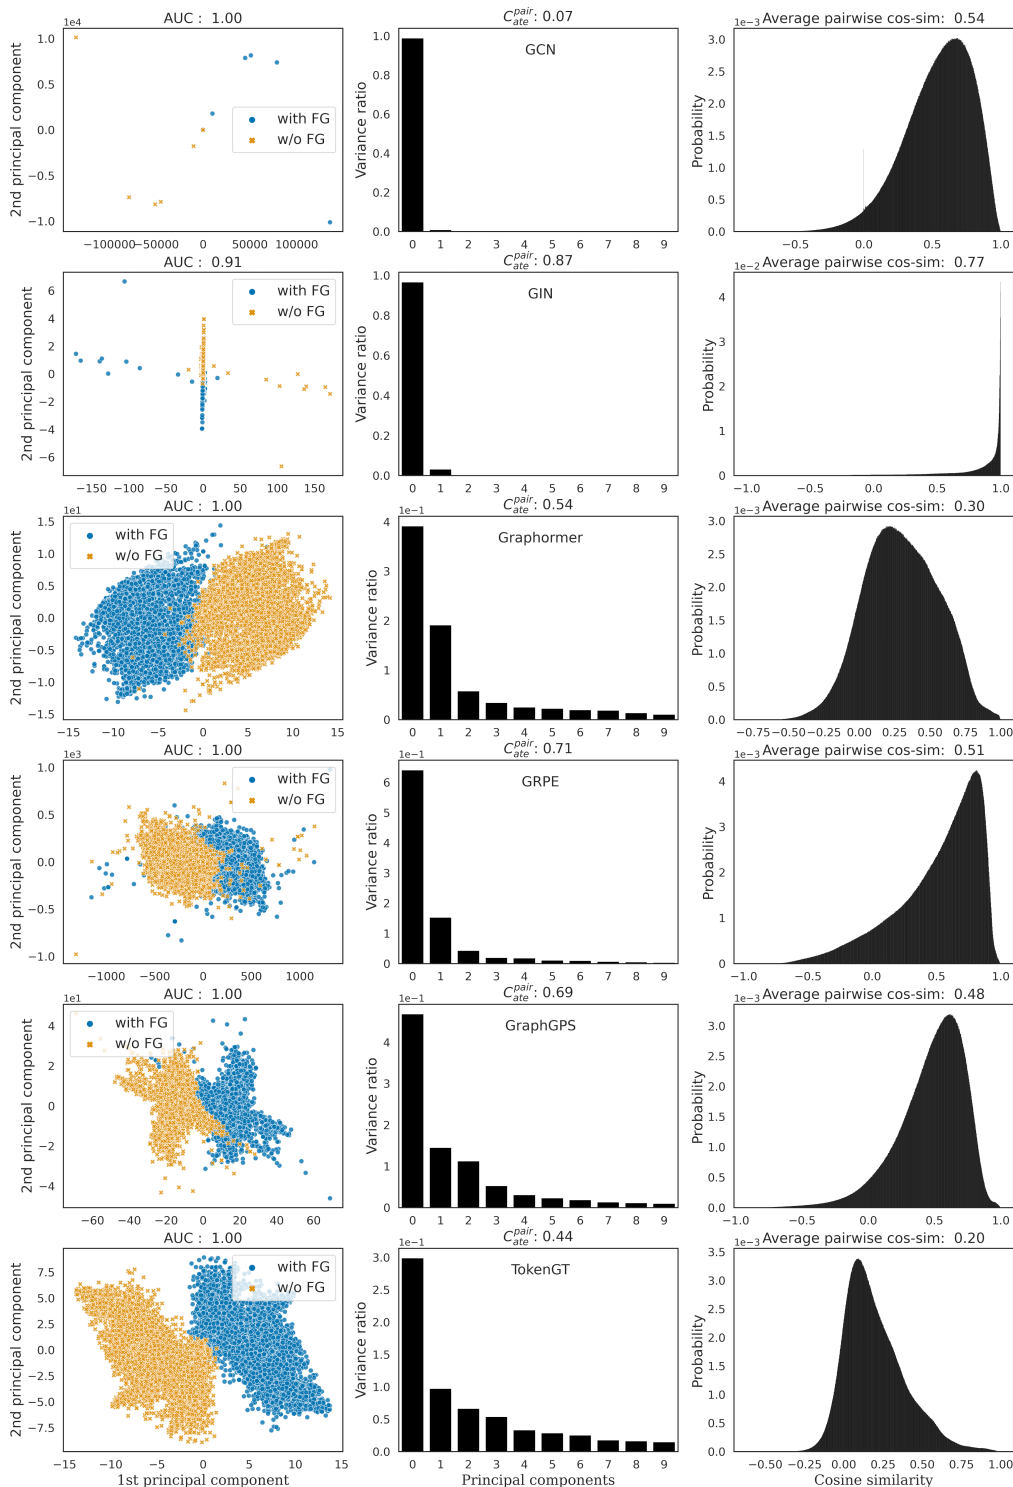 AUC : 1.00
1e4
2nd principal component
1.0
0.5
0.0
−0.5
−1.0
with FG
w/o FG
−100000 −50000 0 50000 100000
C_ate^pair: 0.07
Variance ratio
1.0
0.8
0.6
0.4
0.2
0.0
GCN
0 1 2 3 4 5 6 7 8 9
1e−3 Average pairwise cos-sim: 0.54
Probability
3.0
2.5
2.0
1.5
1.0
0.5
0.0
−0.5 0.0 0.5 1.0
AUC : 0.91
2nd principal component
6
4
2
0
−2
−4
−6
with FG
w/o FG
−150 −100 −50 0 50 100 150
C_ate^pair: 0.87
Variance ratio
1.0
0.8
0.6
0.4
0.2
0.0
GIN
0 1 2 3 4 5 6 7 8 9
1e−2 Average pairwise cos-sim: 0.77
Probability
4
3
2
1
0
−1.0 −0.5 0.0 0.5 1.0
AUC : 1.00
1e1
2nd principal component
1.5
1.0
0.5
0.0
−0.5
−1.0
−1.5
with FG
w/o FG
−15 −10 −5 0 5 10 15
C_ate^pair: 0.54
1e−1
Variance ratio
4
3
2
1
0
Graphormer
0 1 2 3 4 5 6 7 8 9
1e−3 Average pairwise cos-sim: 0.30
Probability
3.0
2.5
2.0
1.5
1.0
0.5
0.0
−0.75 −0.50 −0.25 0.00 0.25 0.50 0.75 1.00
AUC : 1.00
1e3
2nd principal component
1.0
0.5
0.0
−0.5
−1.0
with FG
w/o FG
−1000 −500 0 500 1000
C_ate^pair: 0.71
1e−1
Variance ratio
6
5
4
3
2
1
0
GRPE
0 1 2 3 4 5 6 7 8 9
1e−3 Average pairwise cos-sim: 0.51
Probability
4
3
2
1
0
−1.0 −0.5 0.0 0.5 1.0
AUC : 1.00
1e1
2nd principal component
4
2
0
−2
−4
with FG
w/o FG
−60 −40 −20 0 20 40 60
C_ate^pair: 0.69
1e−1
Variance ratio
4
3
2
1
0
GraphGPS
0 1 2 3 4 5 6 7 8 9
1e−3 Average pairwise cos-sim: 0.48
Probability
3.0
2.5
2.0
1.5
1.0
0.5
0.0
−1.0 −0.5 0.0 0.5 1.0
AUC : 1.00
2nd principal component
7.5
5.0
2.5
0.0
−2.5
−5.0
−7.5
with FG
w/o FG
−15 −10 −5 0 5 10 15
1st principal component
C_ate^pair: 0.44
1e−1
Variance ratio
3.0
2.5
2.0
1.5
1.0
0.5
0.0
TokenGT
0 1 2 3 4 5 6 7 8 9
Principal components
1e−3 Average pairwise cos-sim: 0.20
Probability
3.5
3.0
2.5
2.0
1.5
1.0
0.5
0.0
−0.50 −0.25 0.00 0.25 0.50 0.75 1.00
Cosine similarity